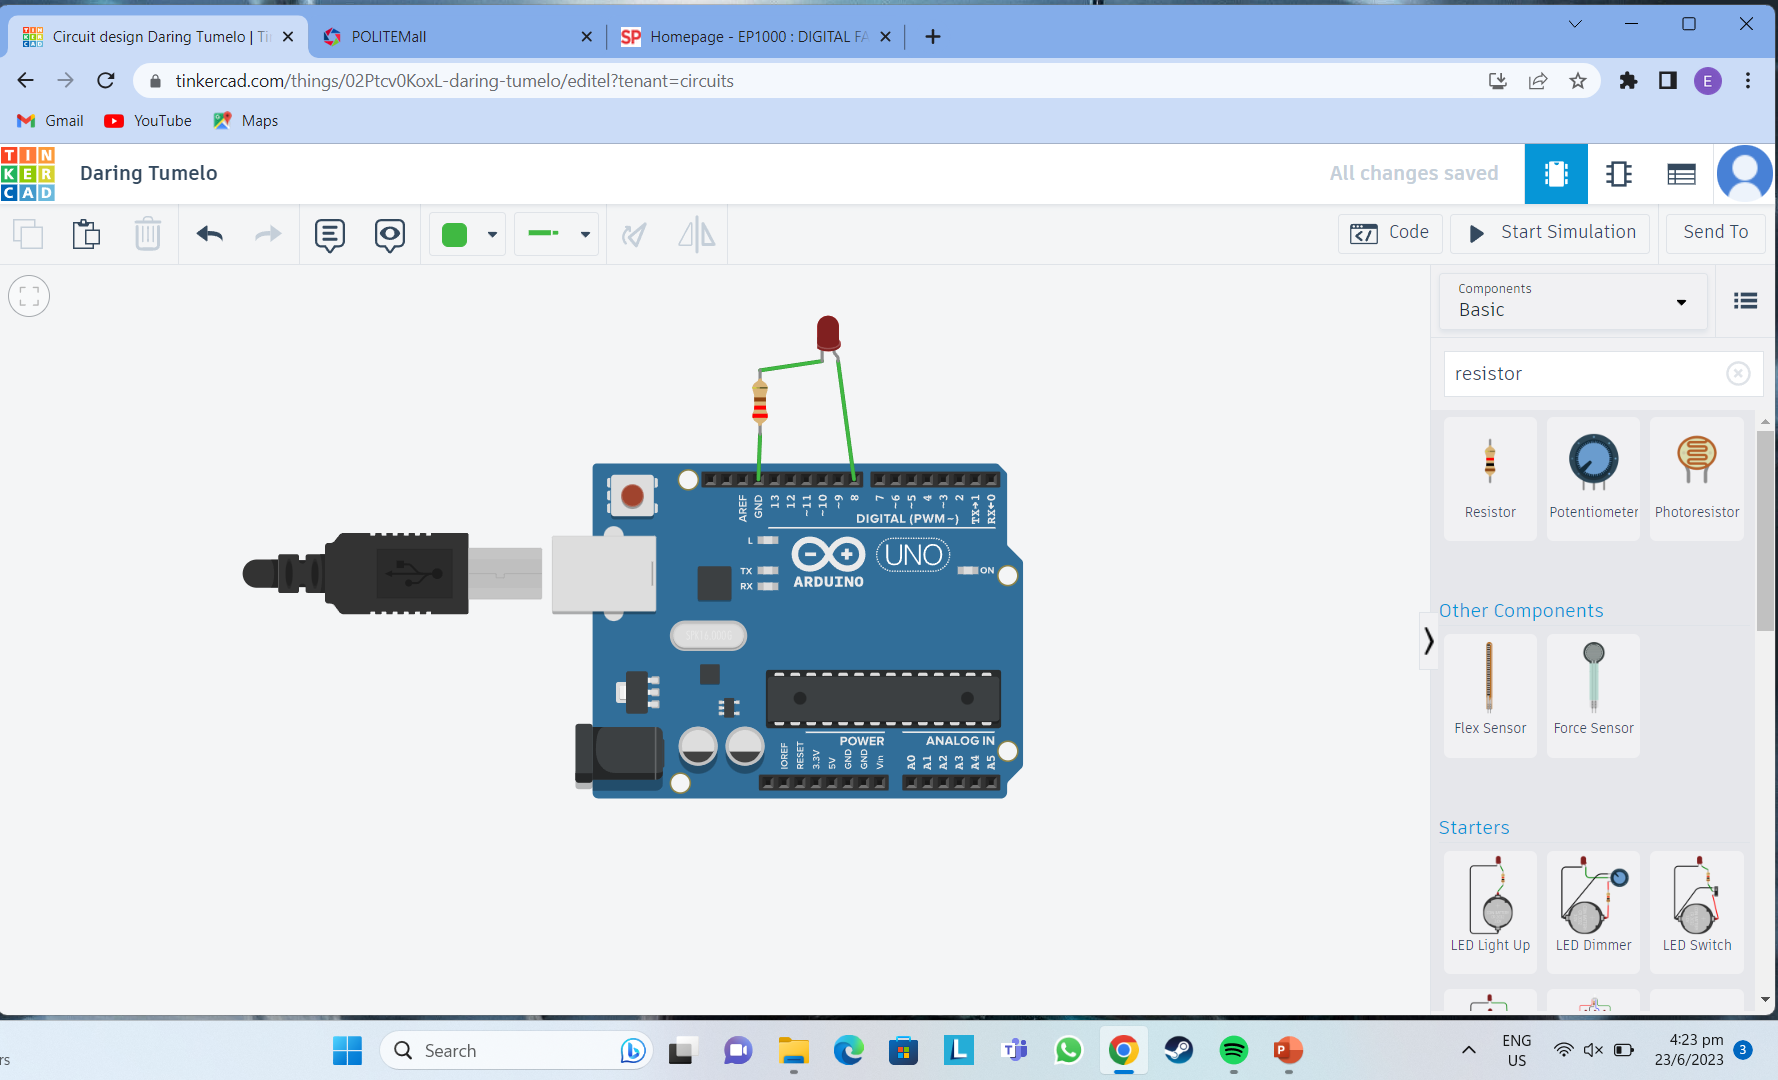 Circuit design Daring Tumelo | Ti
POLITEMall
SP Homepage - EP1000 : DIGITAL FA
tinkercad.com/things/02Ptcv0KoxL-daring-tumelo/editel?tenant=circuits
E
Gmail
YouTube
Maps
TIN
KER
CAD
Daring Tumelo
All changes saved
Code
Start Simulation
Send To
Components
Basic
resistor
Resistor
Potentiometer
Photoresistor
Other Components
Flex Sensor
Force Sensor
Starters
LED Light Up
LED Dimmer
LED Switch
AREF
GND
13
12
~11
~10
~9
8
7
~6
~5
4
~3
2
TX→1
RX←0
DIGITAL (PWM~)
L
TX
RX
ARDUINO
UNO
ON
POWER
ANALOG IN
IOREF
RESET
3.3V
5V
GND
GND
Vin
A0
A1
A2
A3
A4
A5
rs
Search
ENG
US
4:23 pm
23/6/2023
3